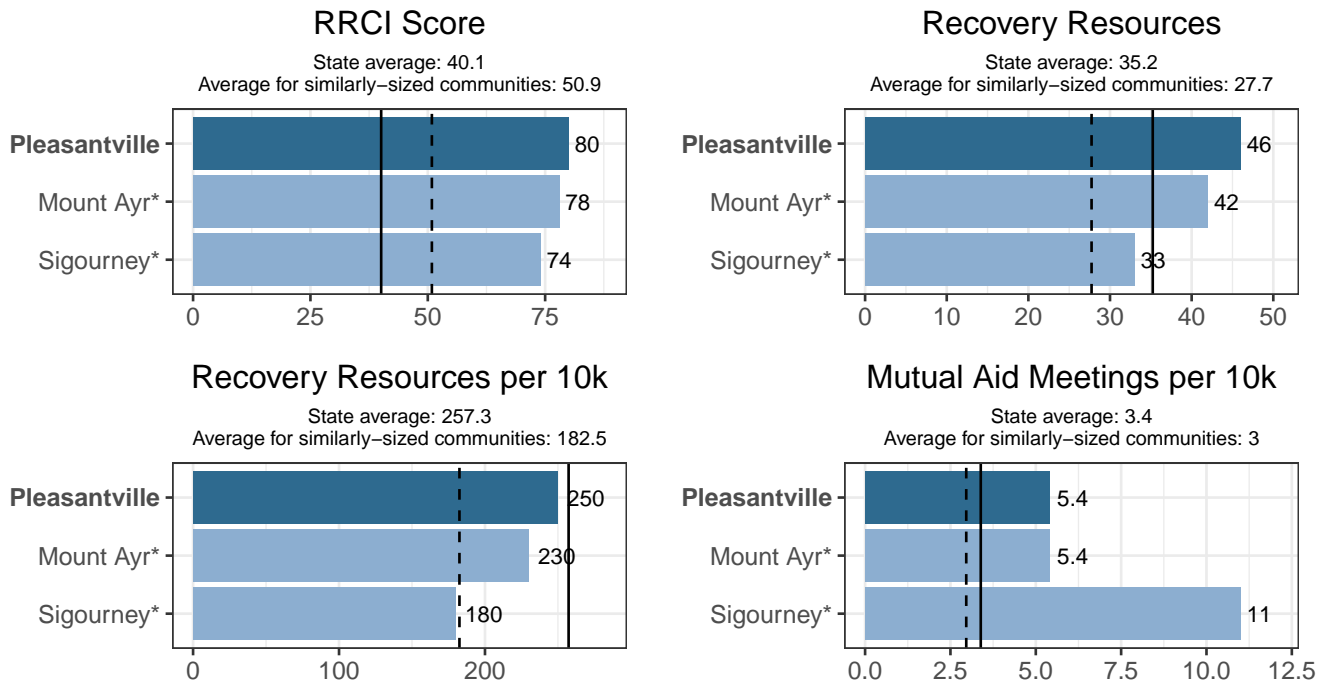 RRCI Score
State average: 40.1
Average for similarly−sized communities: 50.9
Pleasantville
80
Mount Ayr*
78
Sigourney*
74
0 25 50 75
Recovery Resources
State average: 35.2
Average for similarly−sized communities: 27.7
Pleasantville
46
Mount Ayr*
42
Sigourney*
33
0 10 20 30 40 50
Recovery Resources per 10k
State average: 257.3
Average for similarly−sized communities: 182.5
Pleasantville
250
Mount Ayr*
230
Sigourney*
180
0 100 200
Mutual Aid Meetings per 10k
State average: 3.4
Average for similarly−sized communities: 3
Pleasantville
5.4
Mount Ayr*
5.4
Sigourney*
11
0.0 2.5 5.0 7.5 10.0 12.5